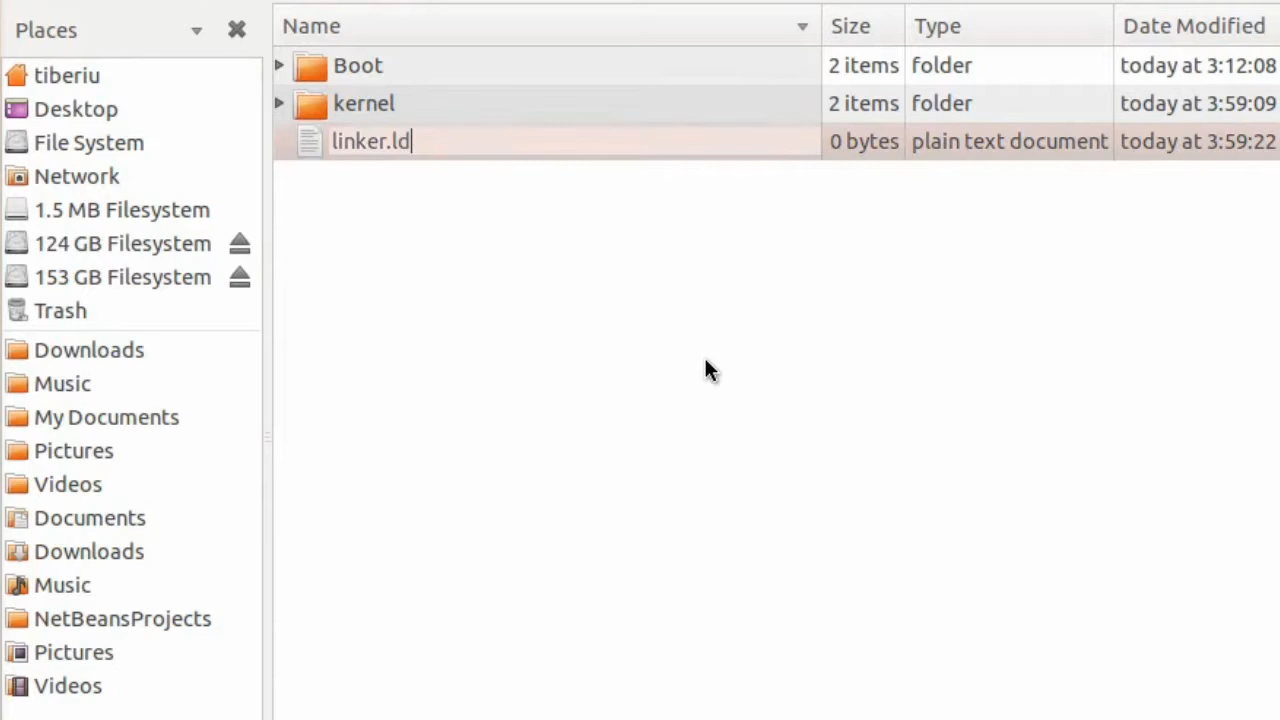 Places
tiberiu
Desktop
File System
Network
1.5 MB Filesystem
124 GB Filesystem
153 GB Filesystem
Trash
Downloads
Music
My Documents
Pictures
Videos
Documents
Downloads
Music
NetBeansProjects
Pictures
Videos
Name Size Type Date Modified
Boot 2 items folder today at 3:12:08
kernel 2 items folder today at 3:59:09
linker.ld 0 bytes plain text document today at 3:59:22